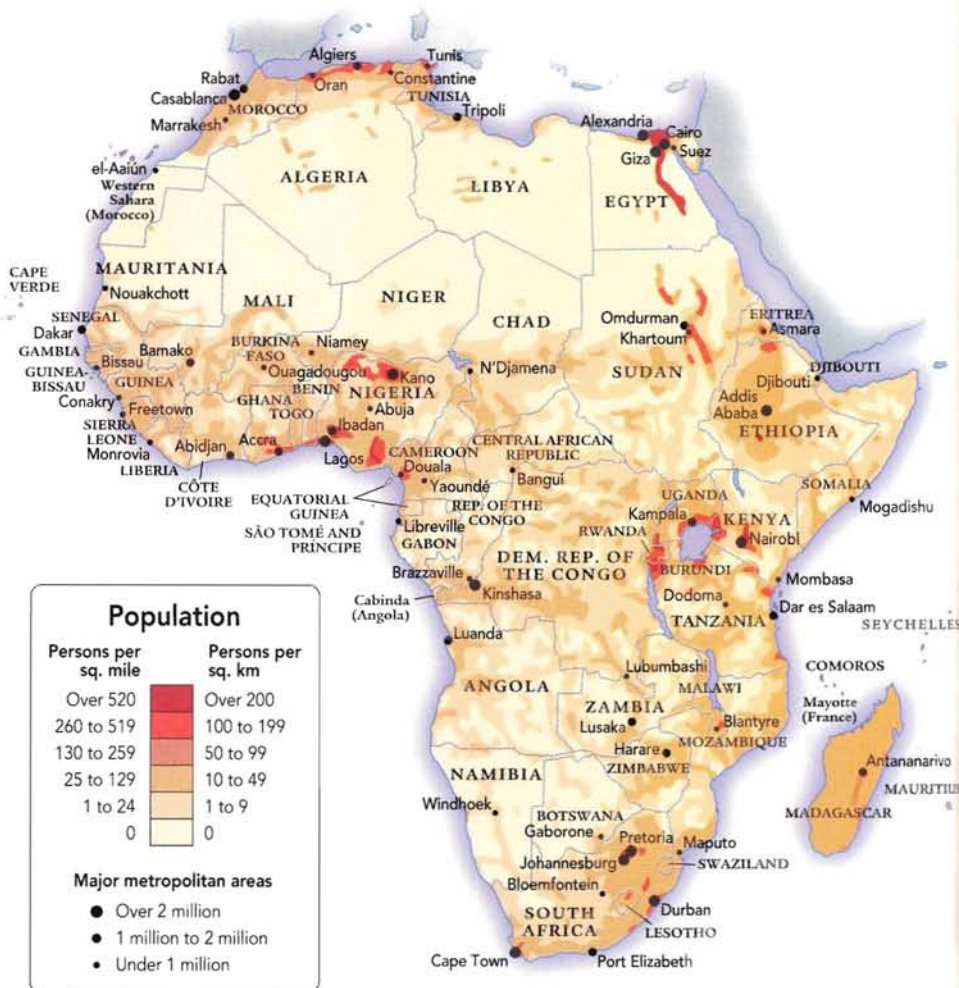 Algiers
Tunis
Rabat
Oran
Constantine
Casablanca
TUNISIA
MOROCCO
Tripoli
Marrakesh
Alexandria
Cairo
Giza
Suez
el-Aaiún
Western
Sahara
(Morocco)
ALGERIA
LIBYA
EGYPT
CAPE
VERDE
MAURITANIA
Nouakchott
MALI
NIGER
CHAD
Omdurman
Khartoum
ERITREA
Asmara
SENEGAL
Dakar
GAMBIA
Bissau
GUINEA-
BISSAU
Bamako
BURKINA
FASO
Niamey
Ouagadougou
BENIN
NIGERIA
Kano
N'Djamena
SUDAN
DJIBOUTI
Djibouti
GUINEA
Conakry
Freetown
SIERRA
LEONE
Monrovia
LIBERIA
GHANA
TOGO
Abuja
Ibadan
Addis
Ababa
ETHIOPIA
Abidjan
Accra
Lagos
CÔTE
D'IVOIRE
CAMEROON
Douala
Yaoundé
CENTRAL AFRICAN
REPUBLIC
Bangui
SOMALIA
Mogadishu
EQUATORIAL
GUINEA
SÃO TOMÉ AND
PRÍNCIPE
REP. OF THE
CONGO
Libreville
GABON
UGANDA
Kampala
KENYA
Nairobl
RWANDA
DEM. REP. OF
THE CONGO
BURUNDI
Brazzaville
Kinshasa
Cabinda
(Angola)
Mombasa
Dodoma
Dar es Salaam
TANZANIA
SEYCHELLES
Luanda
Lubumbashi
COMOROS
ANGOLA
MALAWI
Mayotte
(France)
ZAMBIA
Lusaka
Blantyre
MOZAMBIQUE
Harare
ZIMBABWE
Antananarivo
MAURITIUS
MADAGASCAR
NAMIBIA
Windhoek
BOTSWANA
Gaborone
Pretoria
Maputo
Johannesburg
SWAZILAND
Bloemfontein
SOUTH
AFRICA
Durban
LESOTHO
Cape Town
Port Elizabeth
Population
Persons per
sq. mile
Persons per
sq. km
Over 520
Over 200
260 to 519
100 to 199
130 to 259
50 to 99
25 to 129
10 to 49
1 to 24
1 to 9
0
0
Major metropolitan areas
Over 2 million
1 million to 2 million
Under 1 million